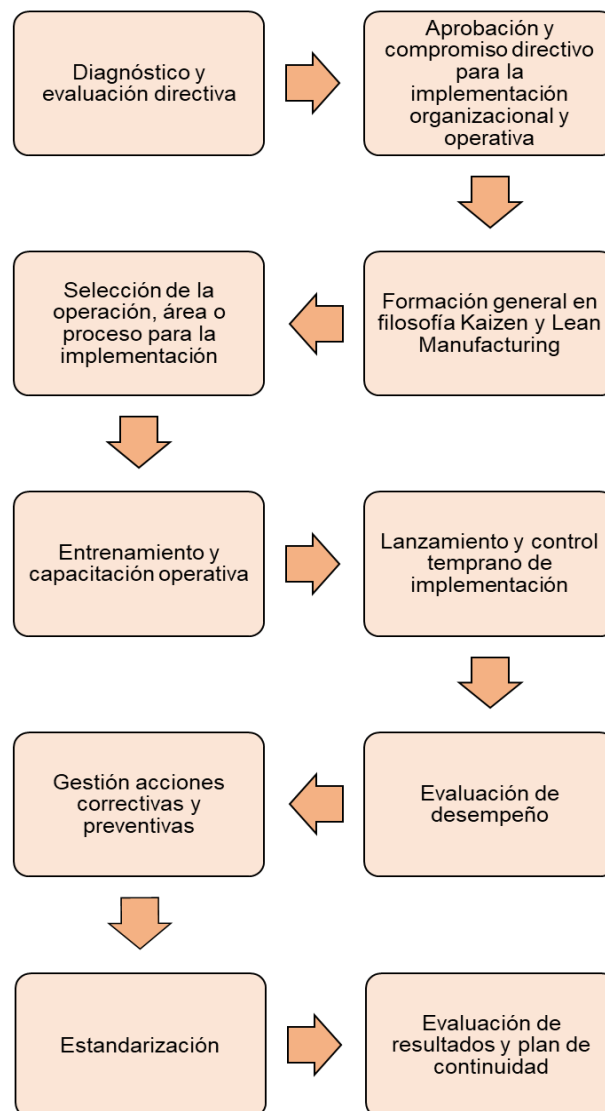 Diagnóstico y
evaluación directiva
Aprobación y
compromiso directivo
para la
implementación
organizacional y
operativa
Formación general en
filosofía Kaizen y Lean
Manufacturing
Selección de la
operación, área o
proceso para la
implementación
Entrenamiento y
capacitación operativa
Lanzamiento y control
temprano de
implementación
Evaluación de
desempeño
Gestión acciones
correctivas y
preventivas
Estandarización
Evaluación de
resultados y plan de
continuidad